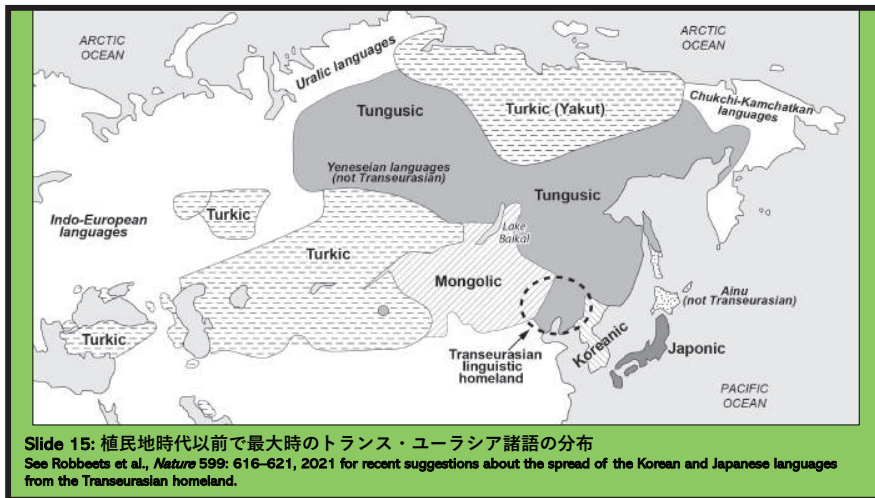 ARCTIC
OCEAN
ARCTIC
OCEAN
Uralic languages
Tungusic
Turkic (Yakut)
Chukchi-Kamchatkan
languages
Yeneseian languages
(not Transeurasian)
Tungusic
Indo-European
languages
Turkic
Lake
Baikal
Turkic
Mongolic
Ainu
(not Transeurasian)
Turkic
Transeurasian
linguistic
homeland
Koreanic
Japonic
PACIFIC
OCEAN
Slide 15: 植民地時代以前で最大時のトランス・ユーラシア諸語の分布
See Robbeets et al., Nature 599: 616–621, 2021 for recent suggestions about the spread of the Korean and Japanese languages
from the Transeurasian homeland.